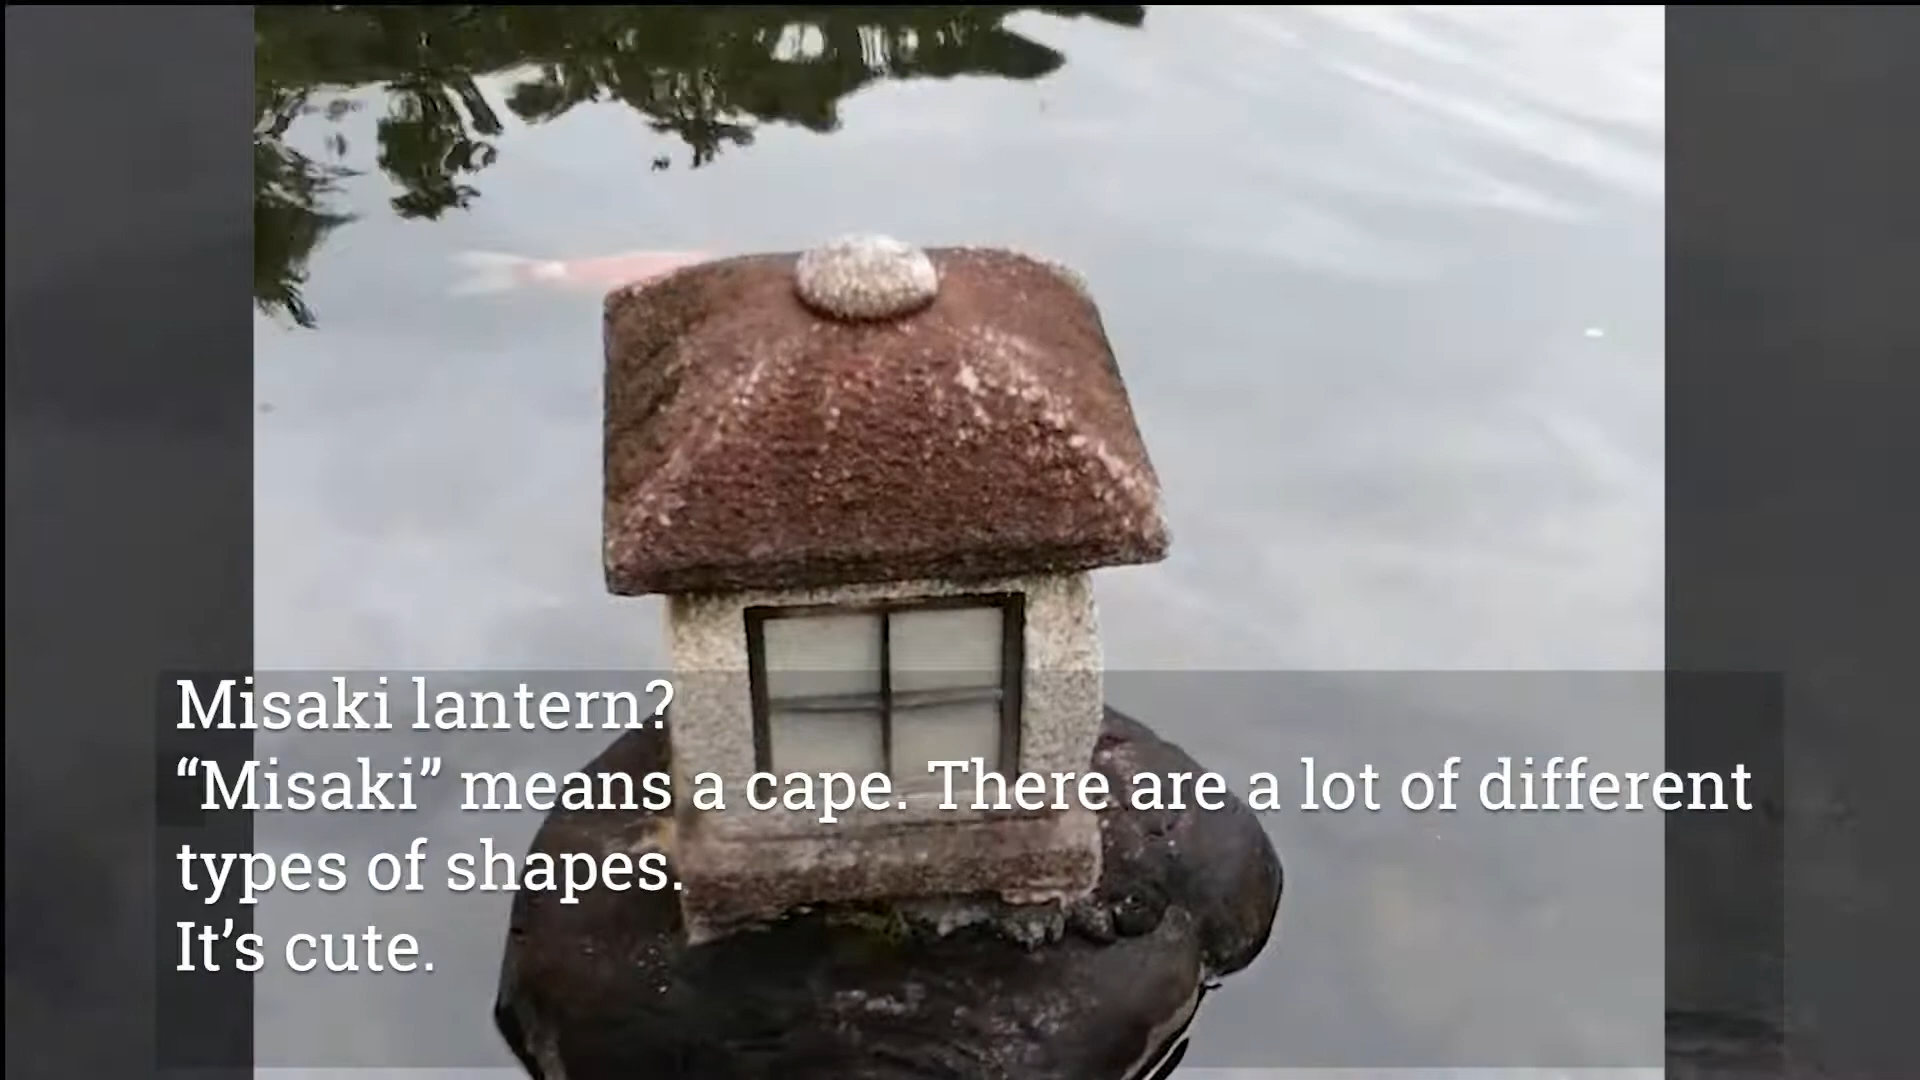 Misaki lantern?
“Misaki” means a cape. There are a lot of different
types of shapes.
It’s cute.